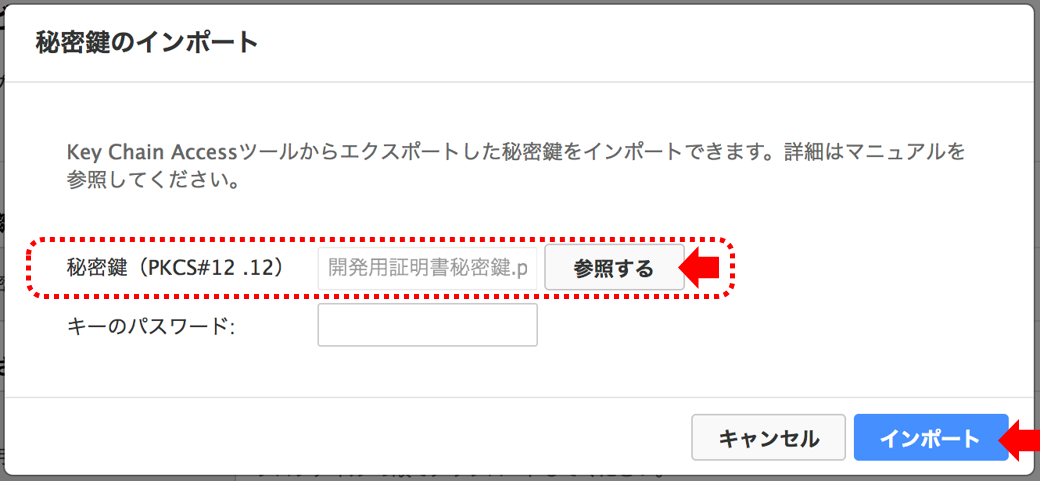 秘密鍵のインポート
Key Chain Accessツールからエクスポートした秘密鍵をインポートできます。詳細はマニュアルを
参照してください。
秘密鍵（PKCS#12 .12） 開発用証明書秘密鍵.p 参照する
キーのパスワード:
キャンセル インポート